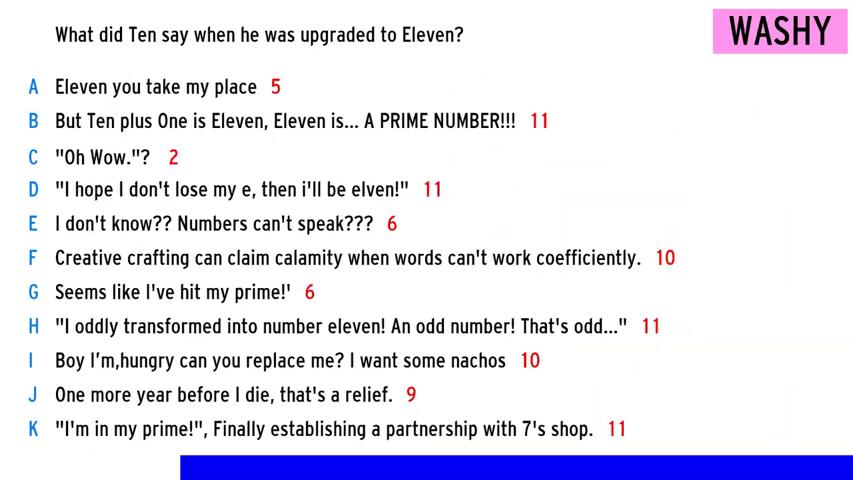 What did Ten say when he was upgraded to Eleven?
WASHY
A Eleven you take my place 5
B But Ten plus One is Eleven, Eleven is... A PRIME NUMBER!!! 11
C "Oh Wow."? 2
D "I hope I don't lose my e, then i'll be elven!" 11
E I don't know?? Numbers can't speak??? 6
F Creative crafting can claim calamity when words can't work coefficiently. 10
G Seems like I've hit my prime!' 6
H "I oddly transformed into number eleven! An odd number! That's odd..." 11
I Boy I'm,hungry can you replace me? I want some nachos 10
J One more year before I die, that's a relief. 9
K "I'm in my prime!", Finally establishing a partnership with 7's shop. 11